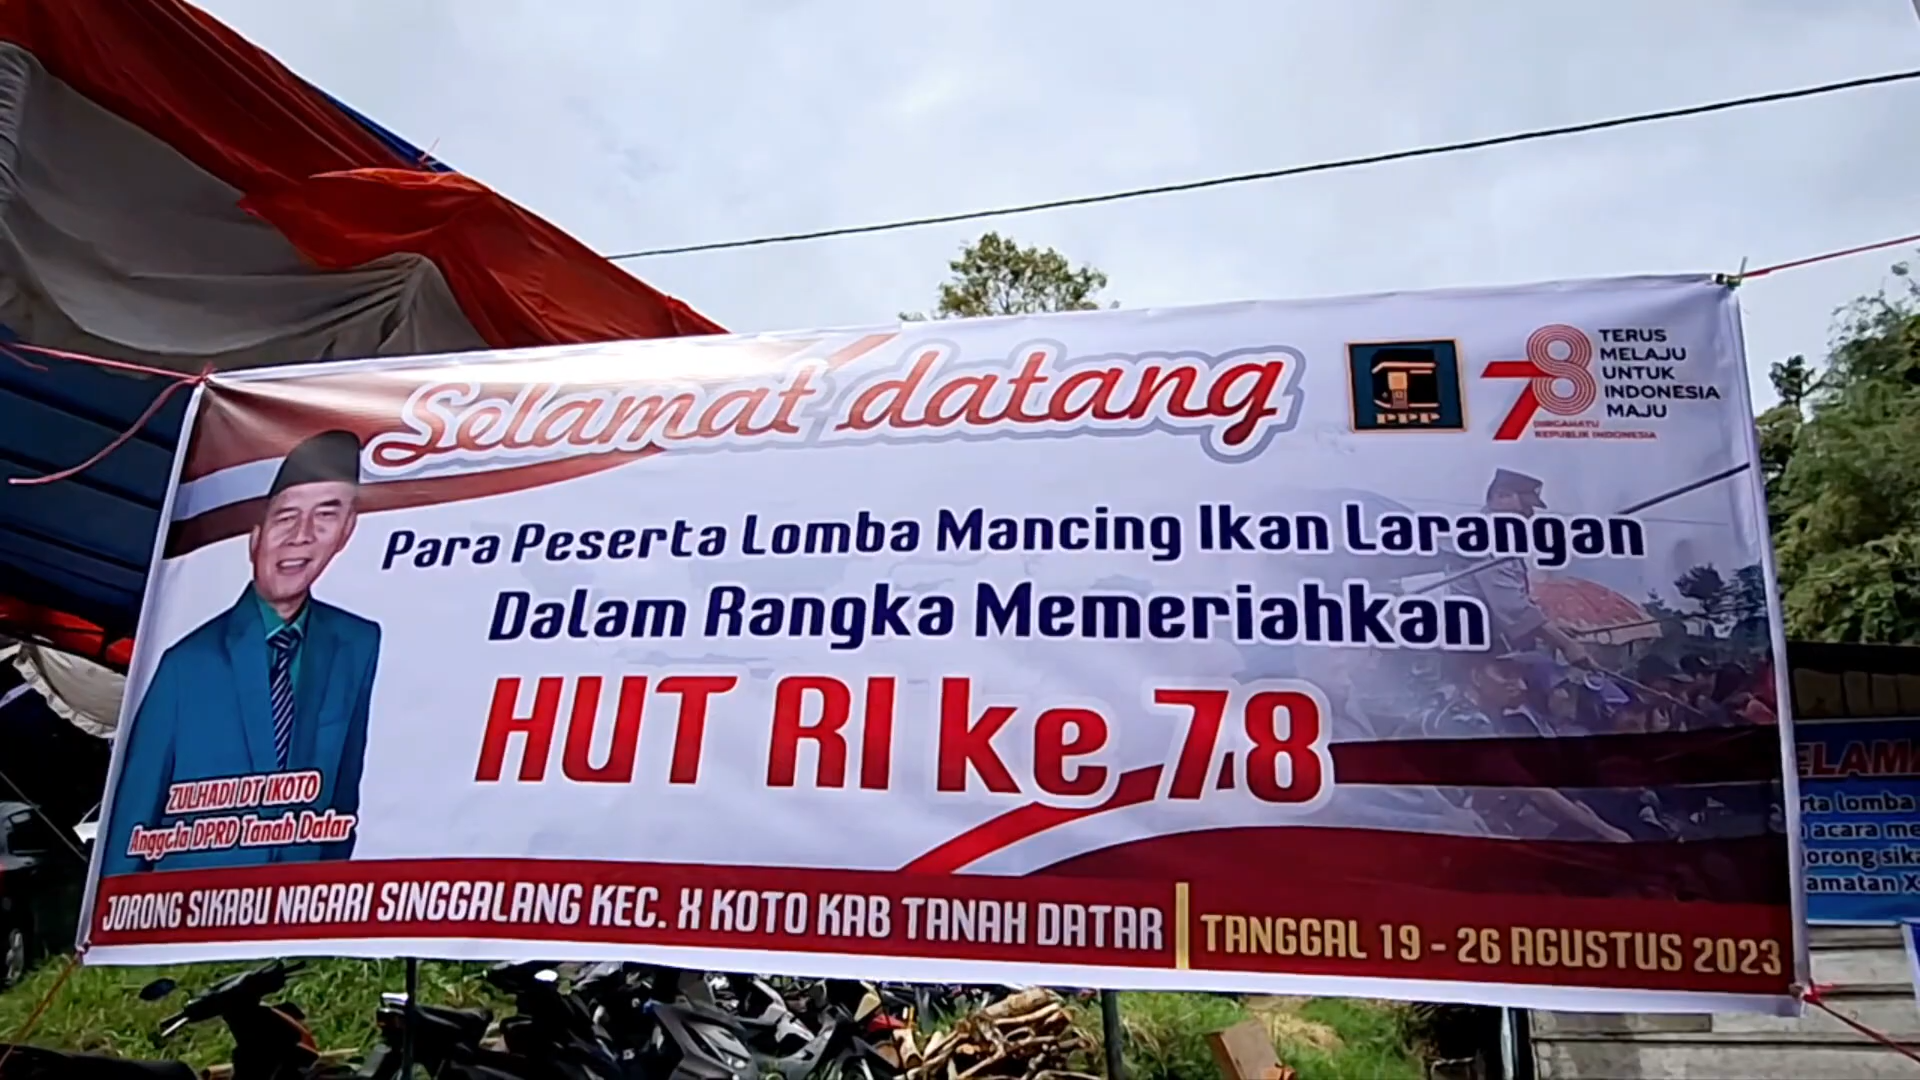 Selamat datang
PPP
78
TERUS
MELAJU
UNTUK
INDONESIA
MAJU
DIRGAHAYU
REPUBLIK INDONESIA
Para Peserta Lomba Mancing Ikan Larangan
Dalam Rangka Memeriahkan
HUT RI ke 78
ZULHADI DT IKOTO
Anggota DPRD Tanah Datar
JORONG SIKABU NAGARI SINGGALANG KEC. X KOTO KAB TANAH DATAR
TANGGAL 19 - 26 AGUSTUS 2023
lomba
acara